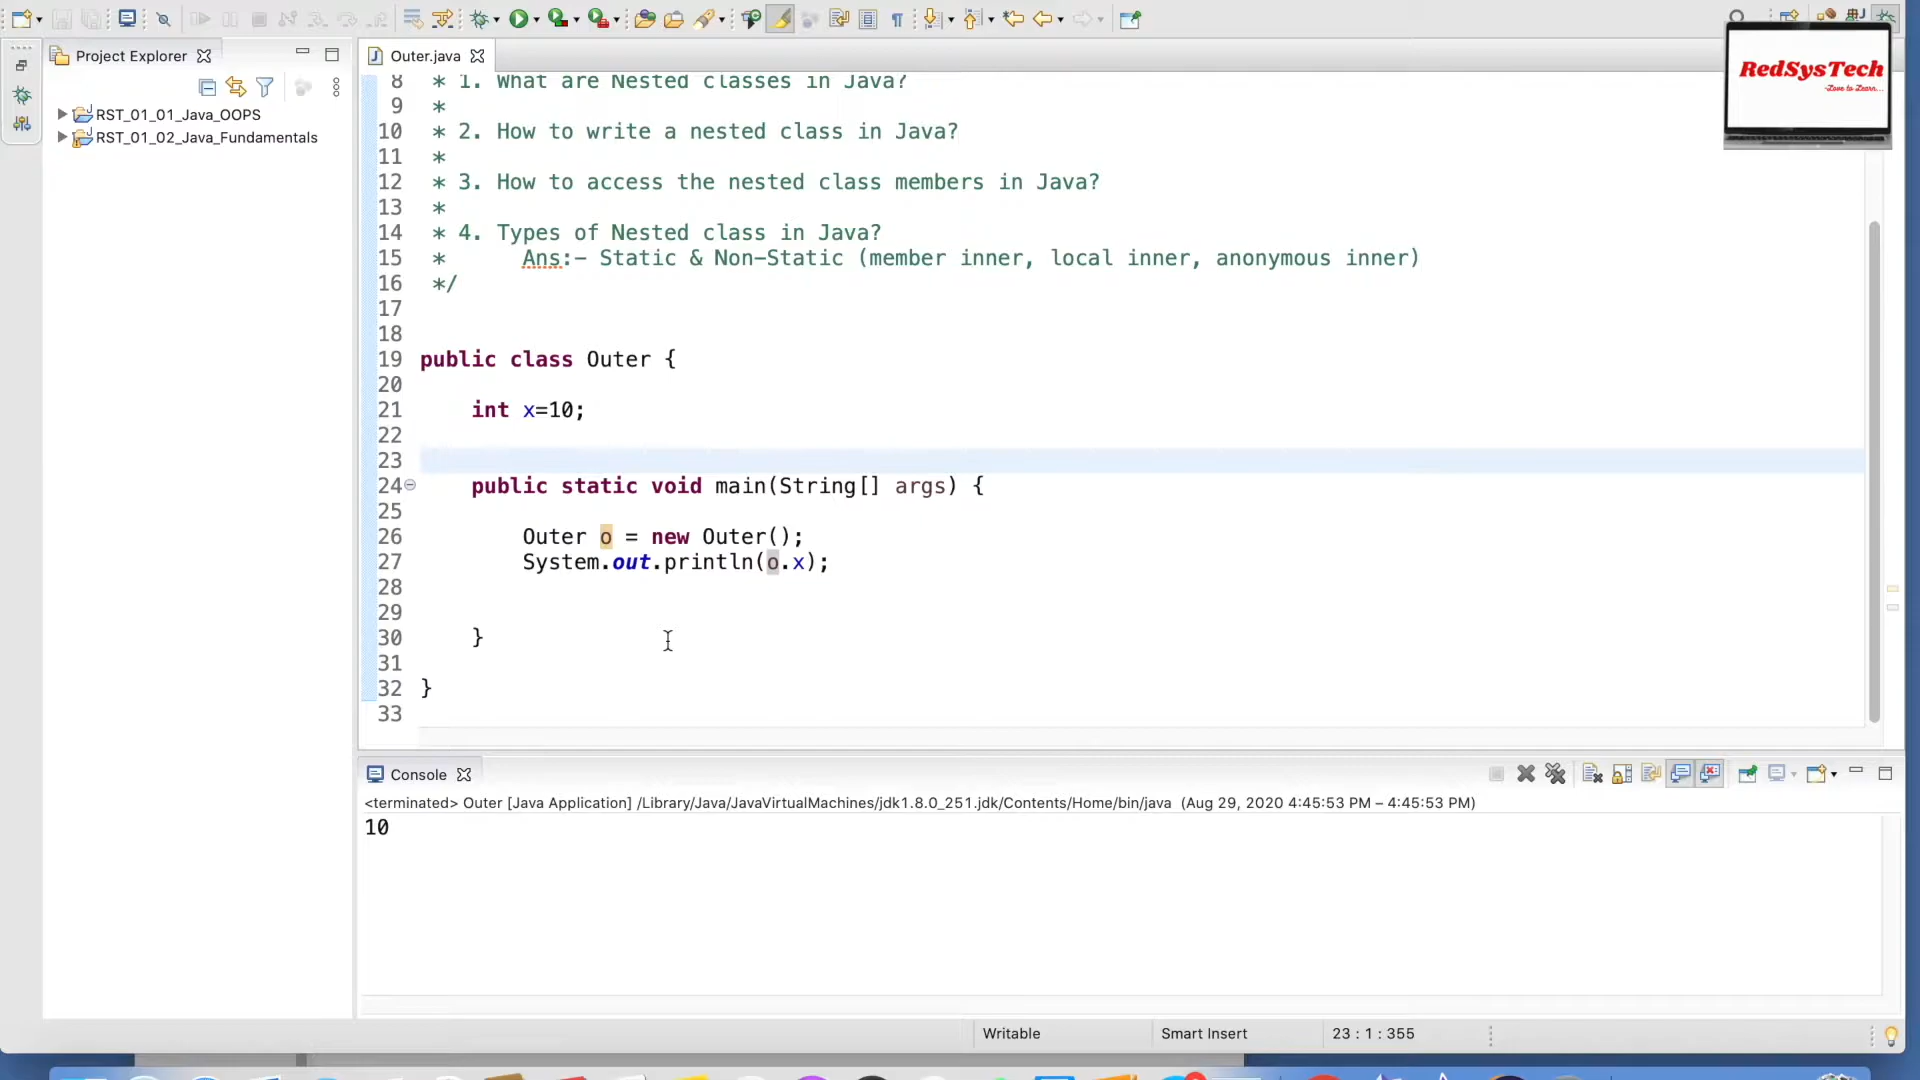 Project Explorer
RST_01_01_Java_OOPS
RST_01_02_Java_Fundamentals
Outer.java
RedSysTech
-Love to Learn...
8 * 1. What are Nested classes in Java?
9 *
10 * 2. How to write a nested class in Java?
11 *
12 * 3. How to access the nested class members in Java?
13 *
14 * 4. Types of Nested class in Java?
15 * Ans:- Static & Non-Static (member inner, local inner, anonymous inner)
16 */
17
18
19 public class Outer {
20
21 int x=10;
22
23
24 public static void main(String[] args) {
25
26 Outer o = new Outer();
27 System.out.println(o.x);
28
29
30 }
31
32 }
33
Console
<terminated> Outer [Java Application] /Library/Java/JavaVirtualMachines/jdk1.8.0_251.jdk/Contents/Home/bin/java (Aug 29, 2020 4:45:53 PM – 4:45:53 PM)
10
Writable
Smart Insert
23 : 1 : 355